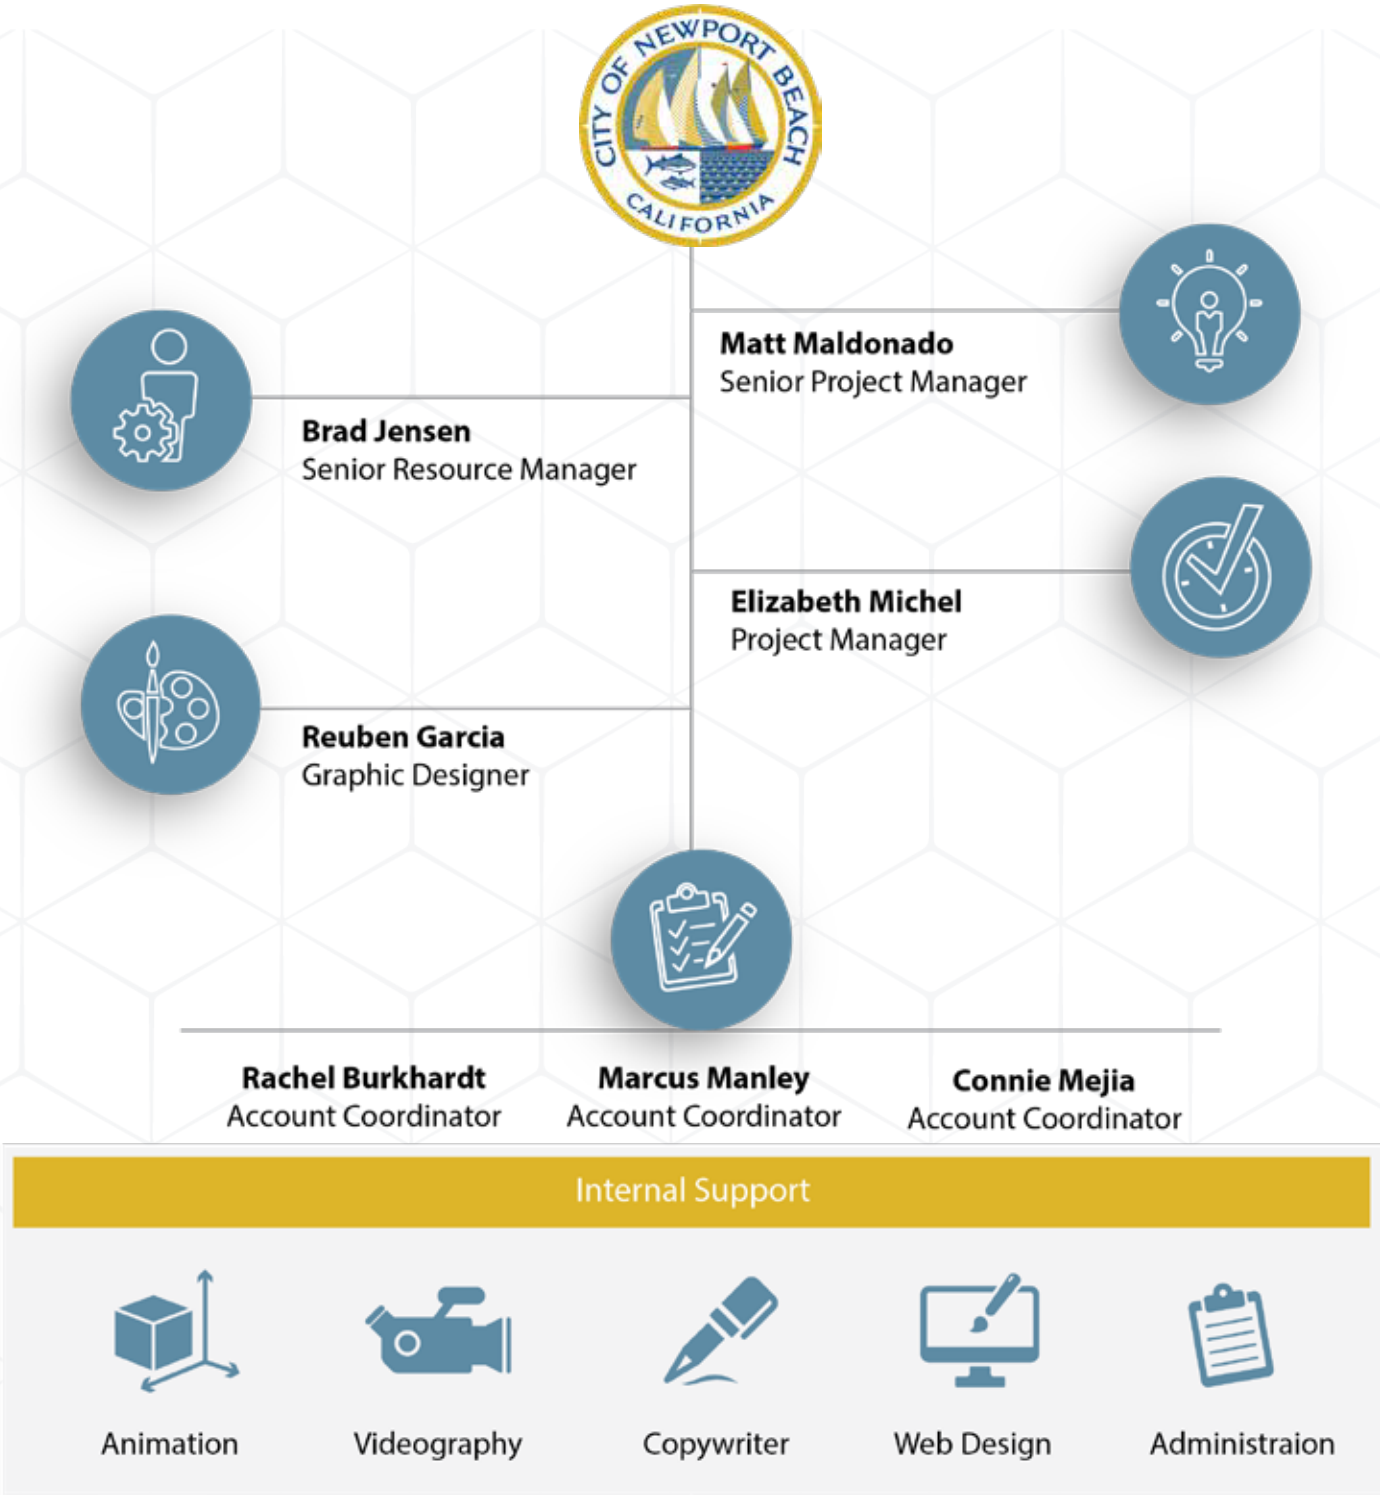 CITY OF NEWPORT BEACH
CALIFORNIA
Matt Maldonado
Senior Project Manager
Brad Jensen
Senior Resource Manager
Elizabeth Michel
Project Manager
Reuben Garcia
Graphic Designer
Rachel Burkhardt
Account Coordinator
Marcus Manley
Account Coordinator
Connie Mejia
Account Coordinator
Internal Support
Animation
Videography
Copywriter
Web Design
Administraion